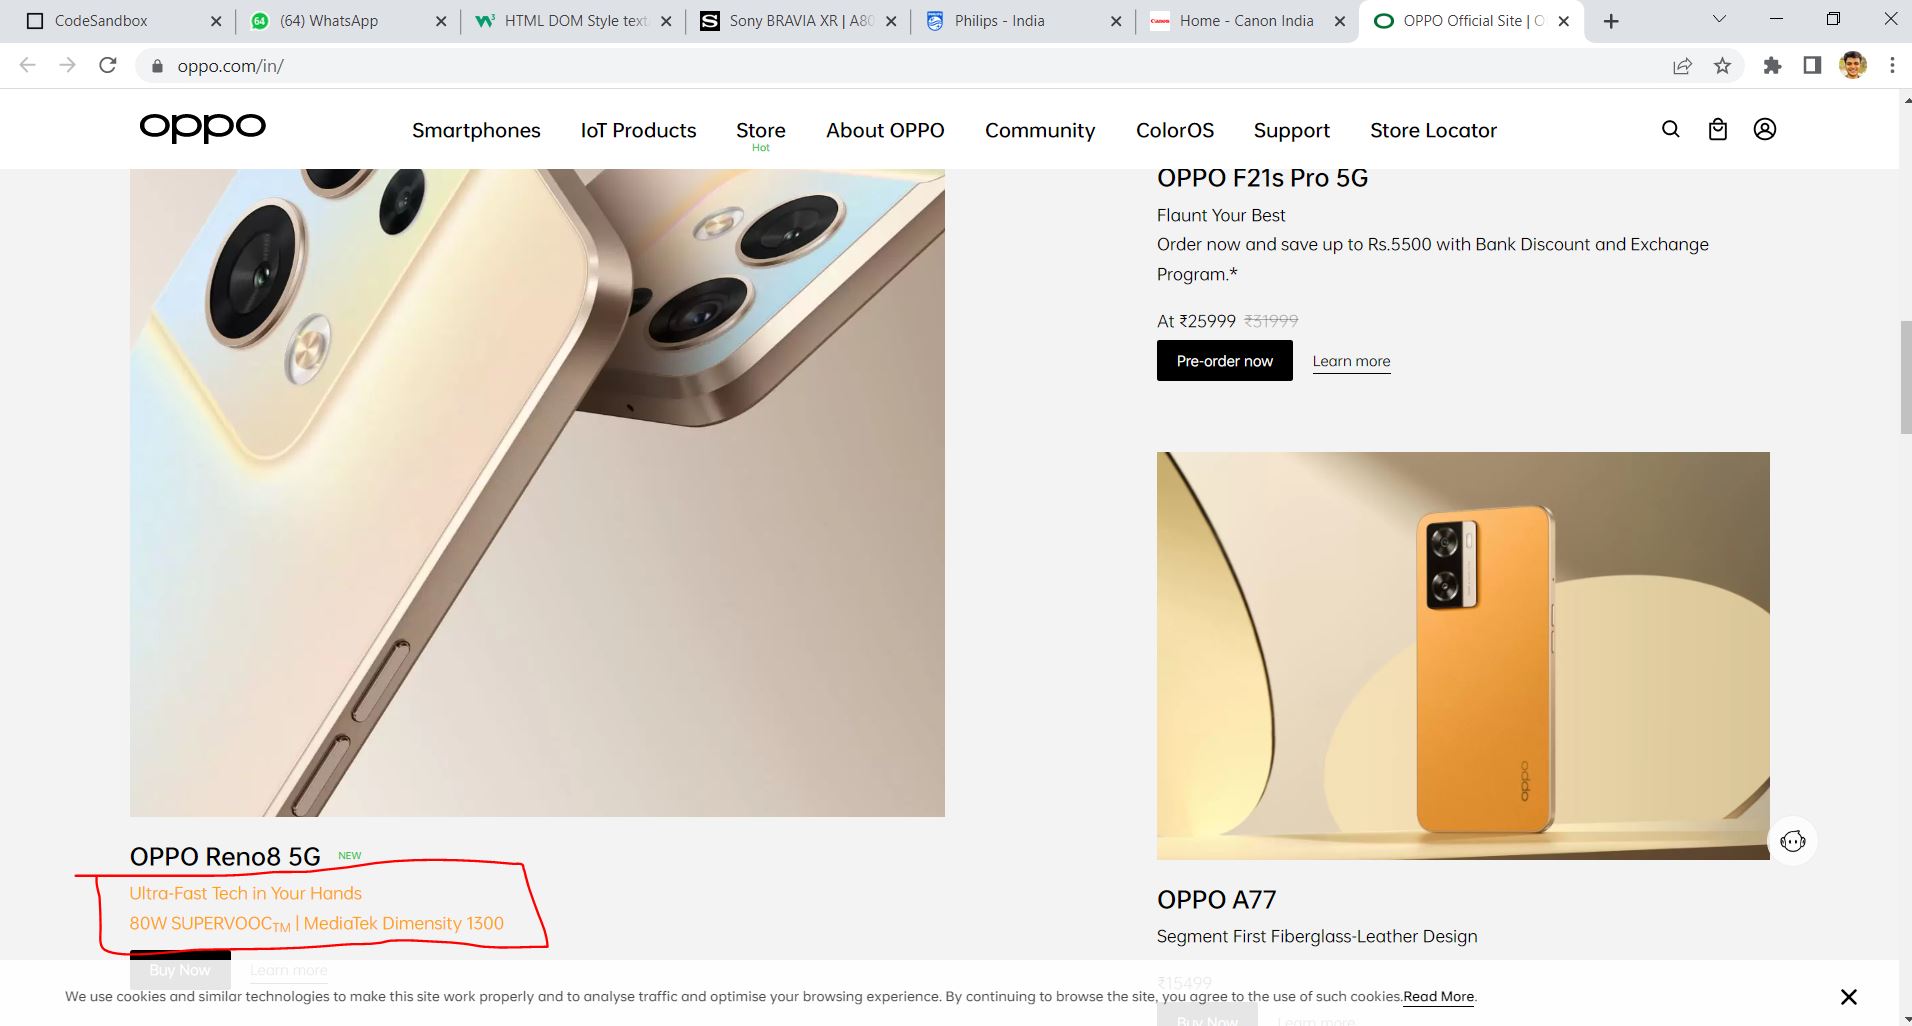 CodeSandbox
64 (64) WhatsApp
HTML DOM Style text
S Sony BRAVIA XR | A80
Philips - India
Canon Home - Canon India
OPPO Official Site | O
oppo.com/in/
oppo
Smartphones IoT Products Store About OPPO Community ColorOS Support Store Locator
Hot
OPPO F21s Pro 5G
Flaunt Your Best
Order now and save up to Rs.5500 with Bank Discount and Exchange
Program.*
At ₹25999 ₹31999
Pre-order now Learn more
oppo
OPPO Reno8 5G NEW
Ultra-Fast Tech in Your Hands
80W SUPERVOOCTM | MediaTek Dimensity 1300
Buy Now Learn more
OPPO A77
Segment First Fiberglass-Leather Design
₹15499
Buy Now Learn more
We use cookies and similar technologies to make this site work properly and to analyse traffic and optimise your browsing experience. By continuing to browse the site, you agree to the use of such cookies.Read More.